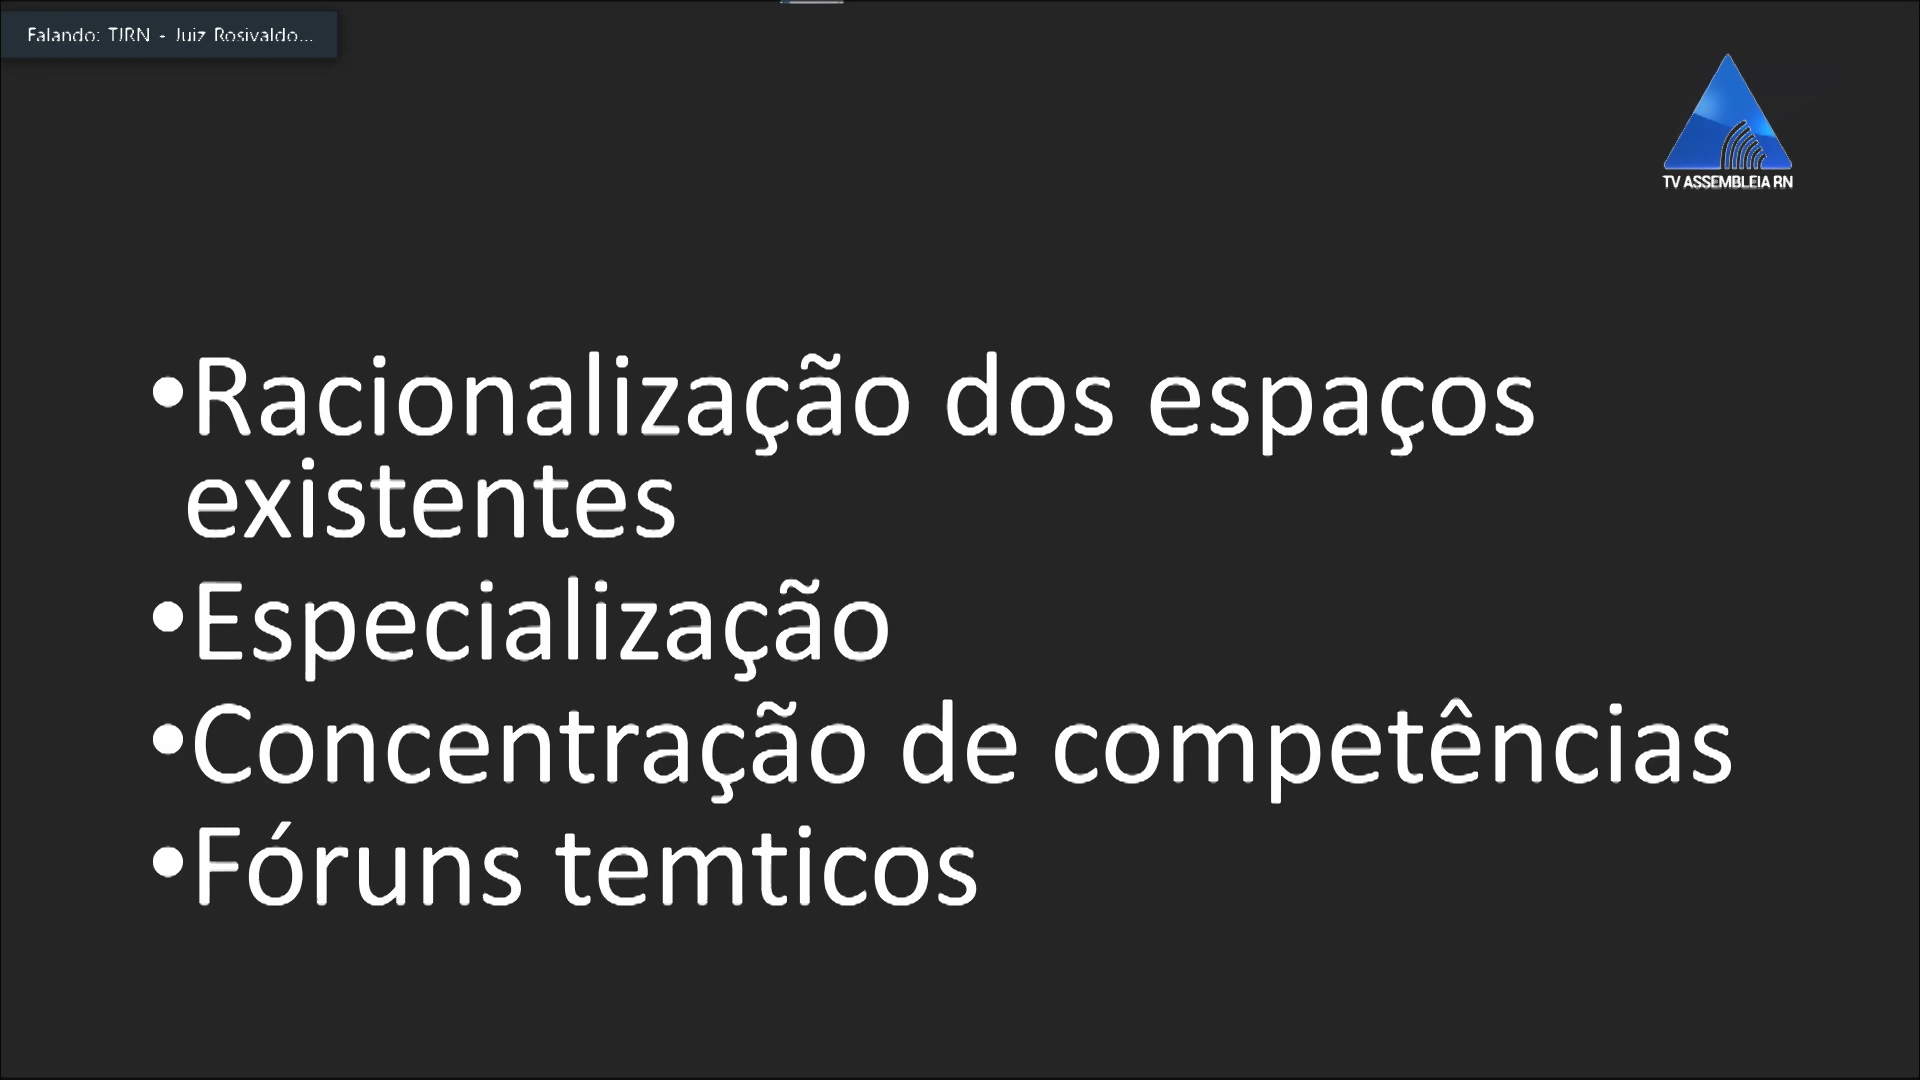 Falando: TJRN - Juiz Rosivaldo...
TV ASSEMBLEIA RN
•Racionalização dos espaços
existentes
•Especialização
•Concentração de competências
•Fóruns temticos